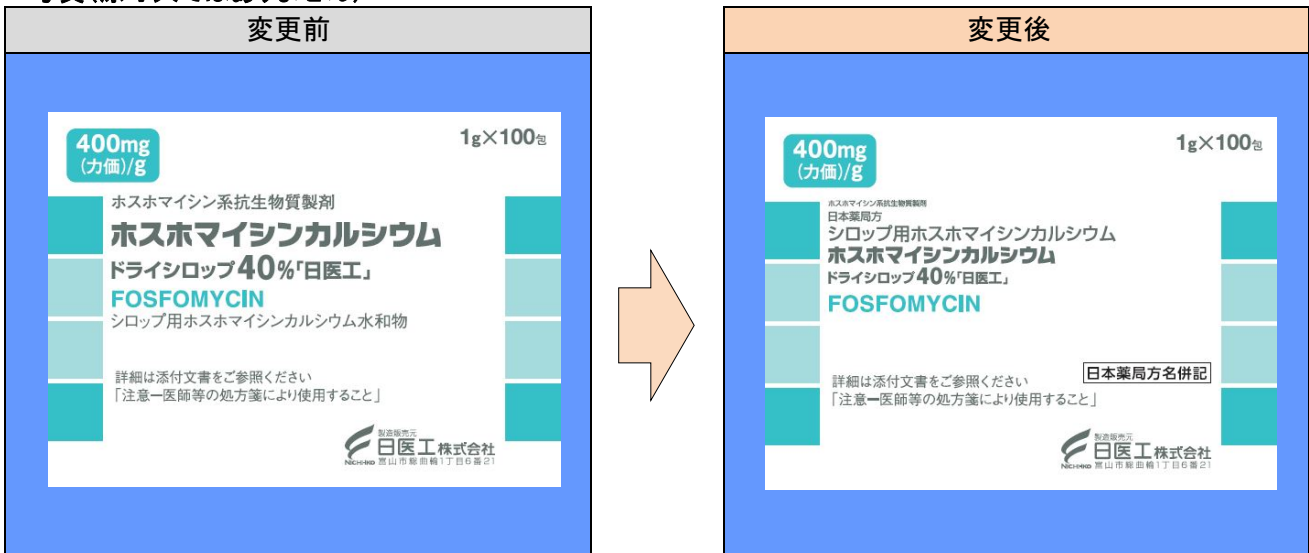 変更前
400mg
(力価)/g
1g×100包
ホスホマイシン系抗生物質製剤
ホスホマイシンカルシウム
ドライシロップ40%「日医工」
FOSFOMYCIN
シロップ用ホスホマイシンカルシウム水和物
詳細は添付文書をご参照ください
「注意ー医師等の処方箋により使用すること」
製造販売元
日医工株式会社
NICHI-IKO 富山市総曲輪1丁目6番21
変更後
400mg
(力価)/g
1g×100包
ホスホマイシン系抗生物質製剤
日本薬局方
シロップ用ホスホマイシンカルシウム
ホスホマイシンカルシウム
ドライシロップ40%「日医工」
FOSFOMYCIN
日本薬局方名併記
詳細は添付文書をご参照ください
「注意ー医師等の処方箋により使用すること」
製造販売元
日医工株式会社
NICHI-IKO 富山市総曲輪1丁目6番21